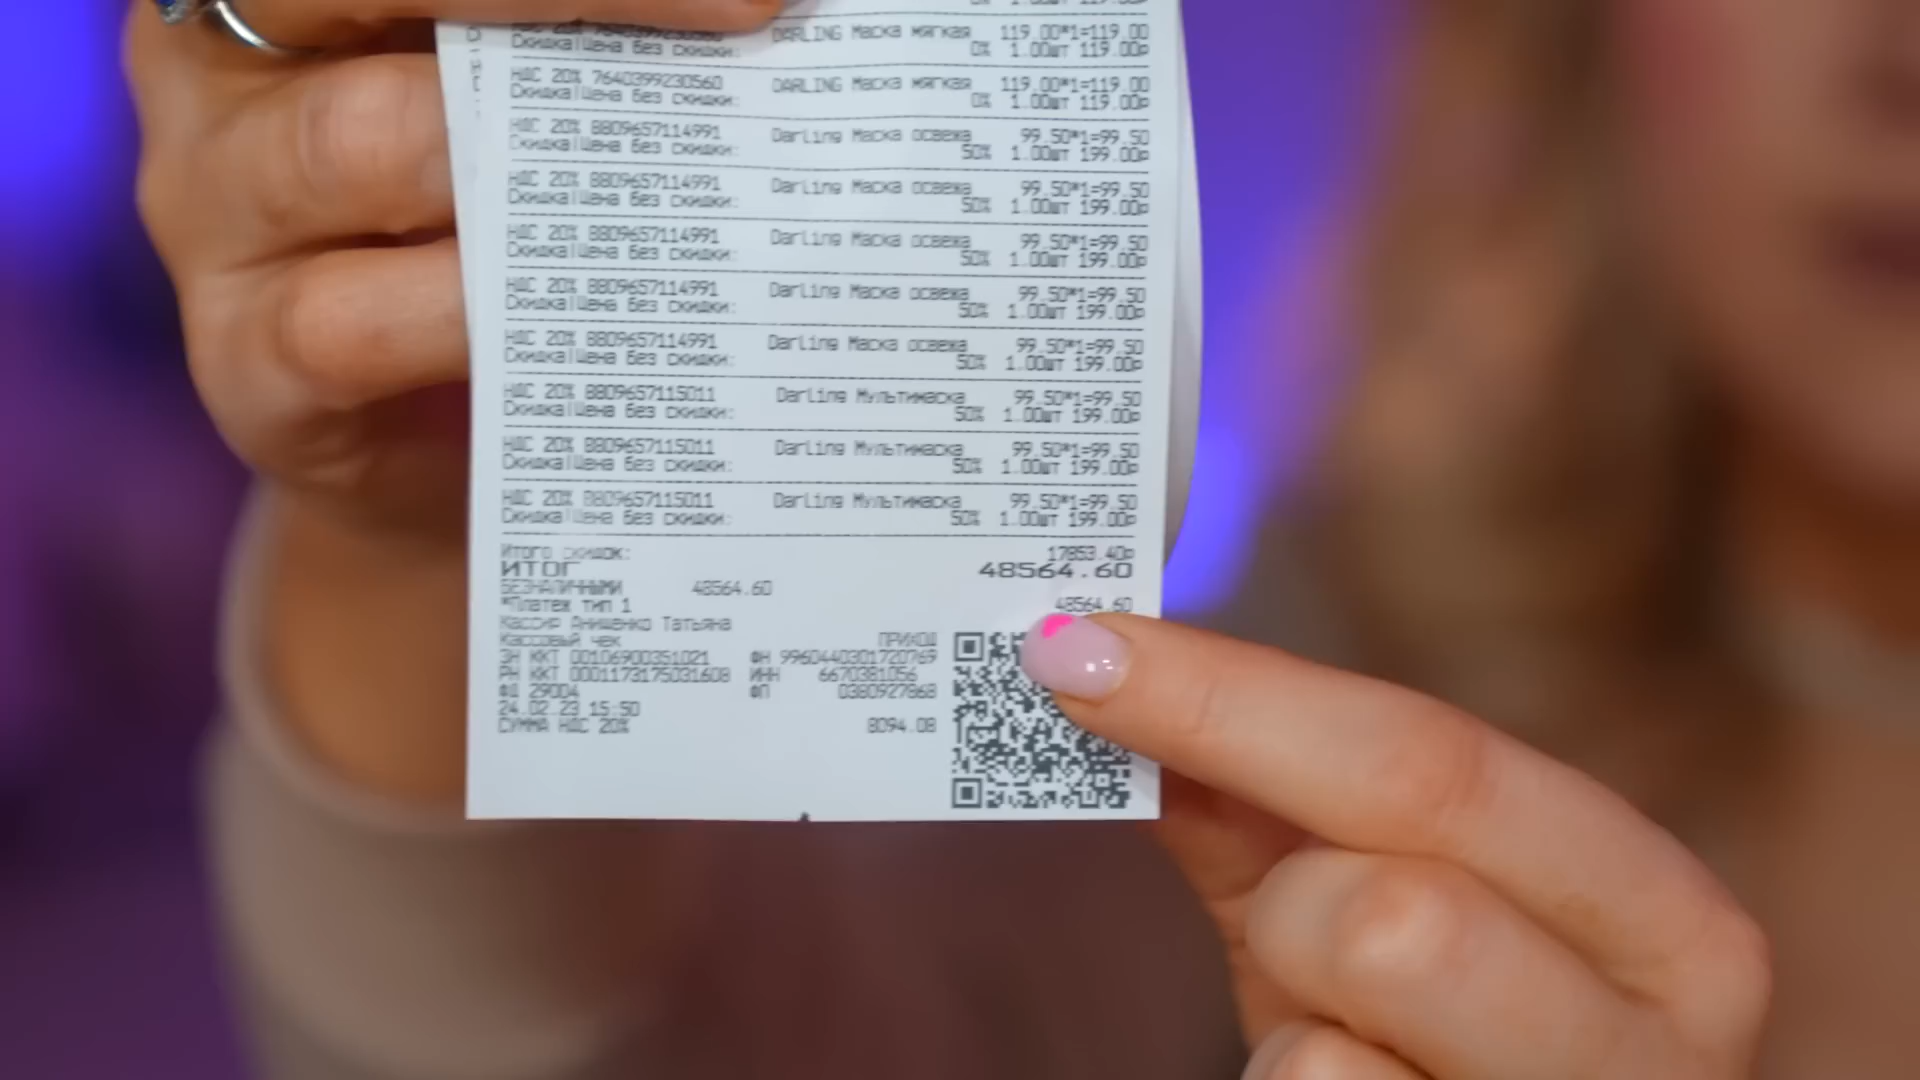 0% 1.00шт 119.00р
НДС 20% 7640399230560 DARLING Маска мягкая 119.00*1=119.00
Скидка|Цена без скидки: 0% 1.00шт 119.00р
НДС 20% 7640399230560 DARLING Маска мягкая 119.00*1=119.00
Скидка|Цена без скидки: 0% 1.00шт 119.00р
НДС 20% 8809657114991 Darling Маска освежа 99.50*1=99.50
Скидка|Цена без скидки: 50% 1.00шт 199.00р
НДС 20% 8809657114991 Darling Маска освежа 99.50*1=99.50
Скидка|Цена без скидки: 50% 1.00шт 199.00р
НДС 20% 8809657114991 Darling Маска освежа 99.50*1=99.50
Скидка|Цена без скидки: 50% 1.00шт 199.00р
НДС 20% 8809657114991 Darling Маска освежа 99.50*1=99.50
Скидка|Цена без скидки: 50% 1.00шт 199.00р
НДС 20% 8809657114991 Darling Маска освежа 99.50*1=99.50
Скидка|Цена без скидки: 50% 1.00шт 199.00р
НДС 20% 8809657115011 Darling Мультимаска 99.50*1=99.50
Скидка|Цена без скидки: 50% 1.00шт 199.00р
НДС 20% 8809657115011 Darling Мультимаска 99.50*1=99.50
Скидка|Цена без скидки: 50% 1.00шт 199.00р
НДС 20% 8809657115011 Darling Мультимаска 99.50*1=99.50
Скидка|Цена без скидки: 50% 1.00шт 199.00р
Итого скидок: 17853.40р
ИТОГ 48564.60
БЕЗНАЛИЧНЫМИ 48564.60
*Платеж тип 1 48564.60
Кассир Анищенко Татьяна
Кассовый чек ПРИХОД
ЗН ККТ 00106900351021 ФН 9960440301720769
РН ККТ 0001173175031608 ИНН 6670381056
ФД 29004 ФП 0380927868
24.02.23 15:50
СУММА НДС 20% 8094.08